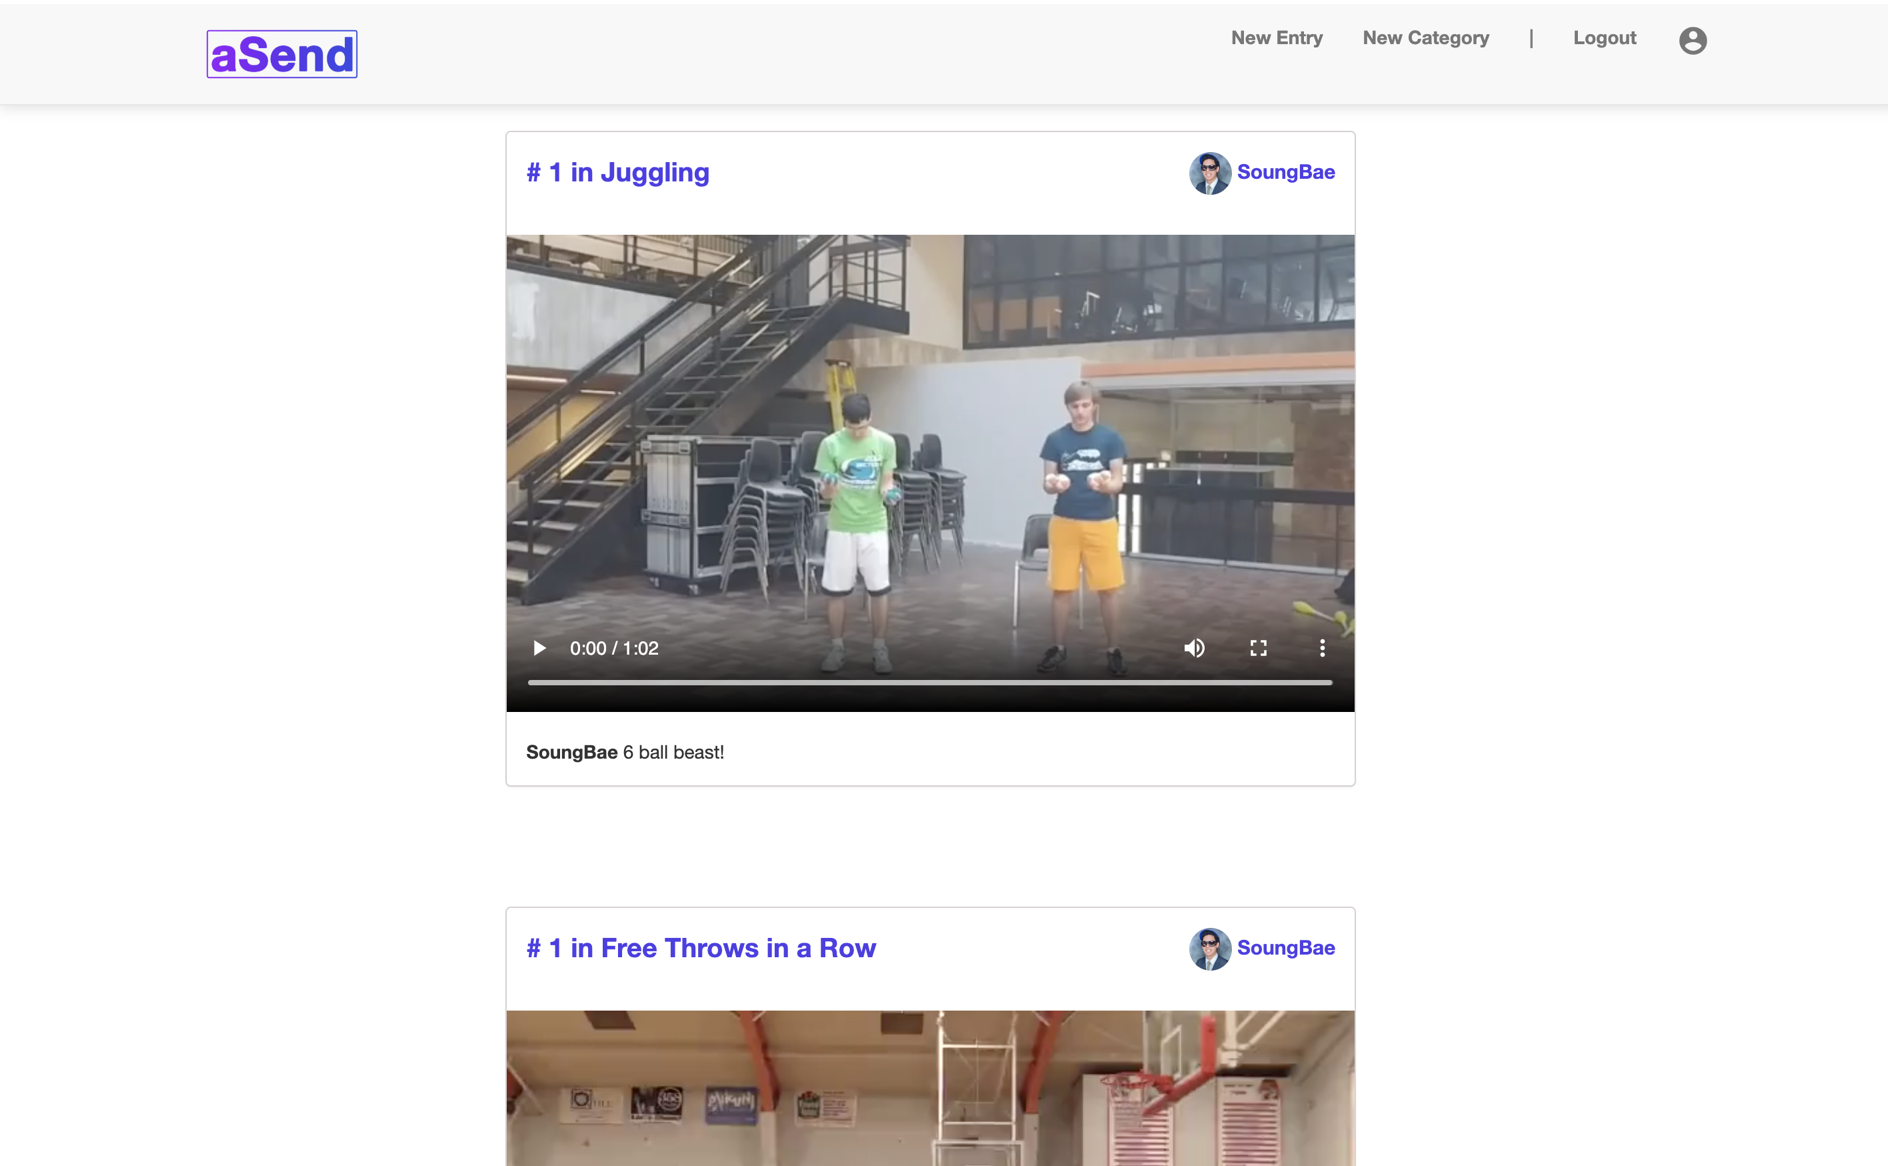 aSend
New Entry New Category | Logout
# 1 in Juggling
SoungBae
0:00 / 1:02
SoungBae 6 ball beast!
# 1 in Free Throws in a Row
SoungBae